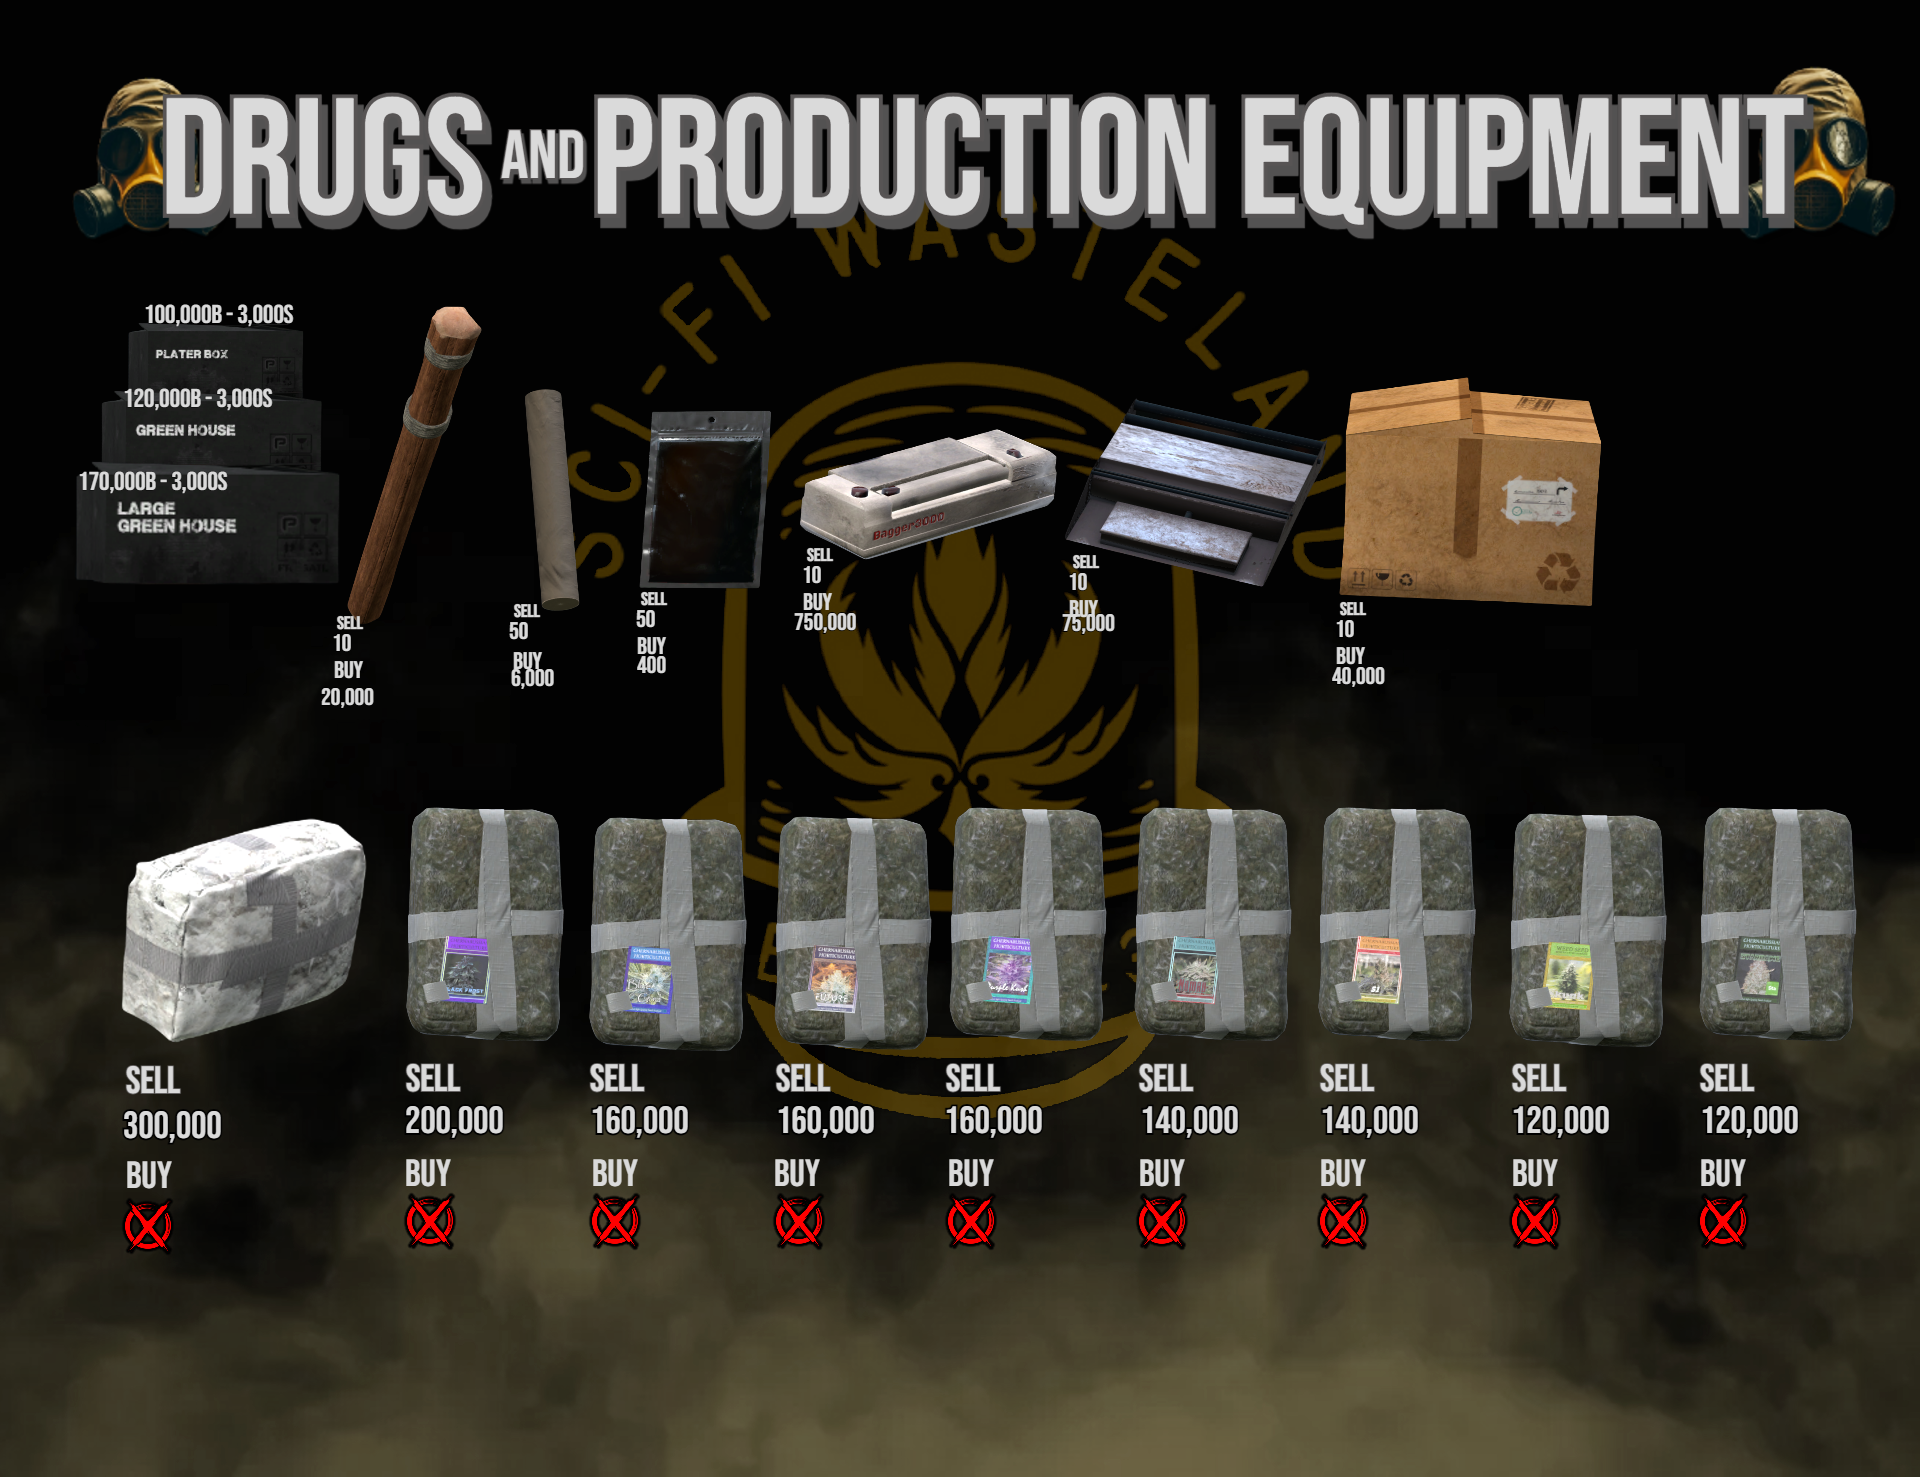 DRUGS AND PRODUCTION EQUIPMENT
SCI-FI WASTELAND
100,000B - 3,000S
PLATER BOX
120,000B - 3,000S
GREEN HOUSE
170,000B - 3,000S
LARGE
GREEN HOUSE
SELL
10
BUY
20,000
SELL
50
BUY
6,000
SELL
50
BUY
400
Bagger3000
SELL
10
BUY
750,000
SELL
10
BUY
75,000
SELL
10
BUY
40,000
SELL
300,000
BUY
SELL
200,000
BUY
SELL
160,000
BUY
SELL
160,000
BUY
Purple Kush
SELL
160,000
BUY
SELL
140,000
BUY
S1
SELL
140,000
BUY
SELL
120,000
BUY
SELL
120,000
BUY